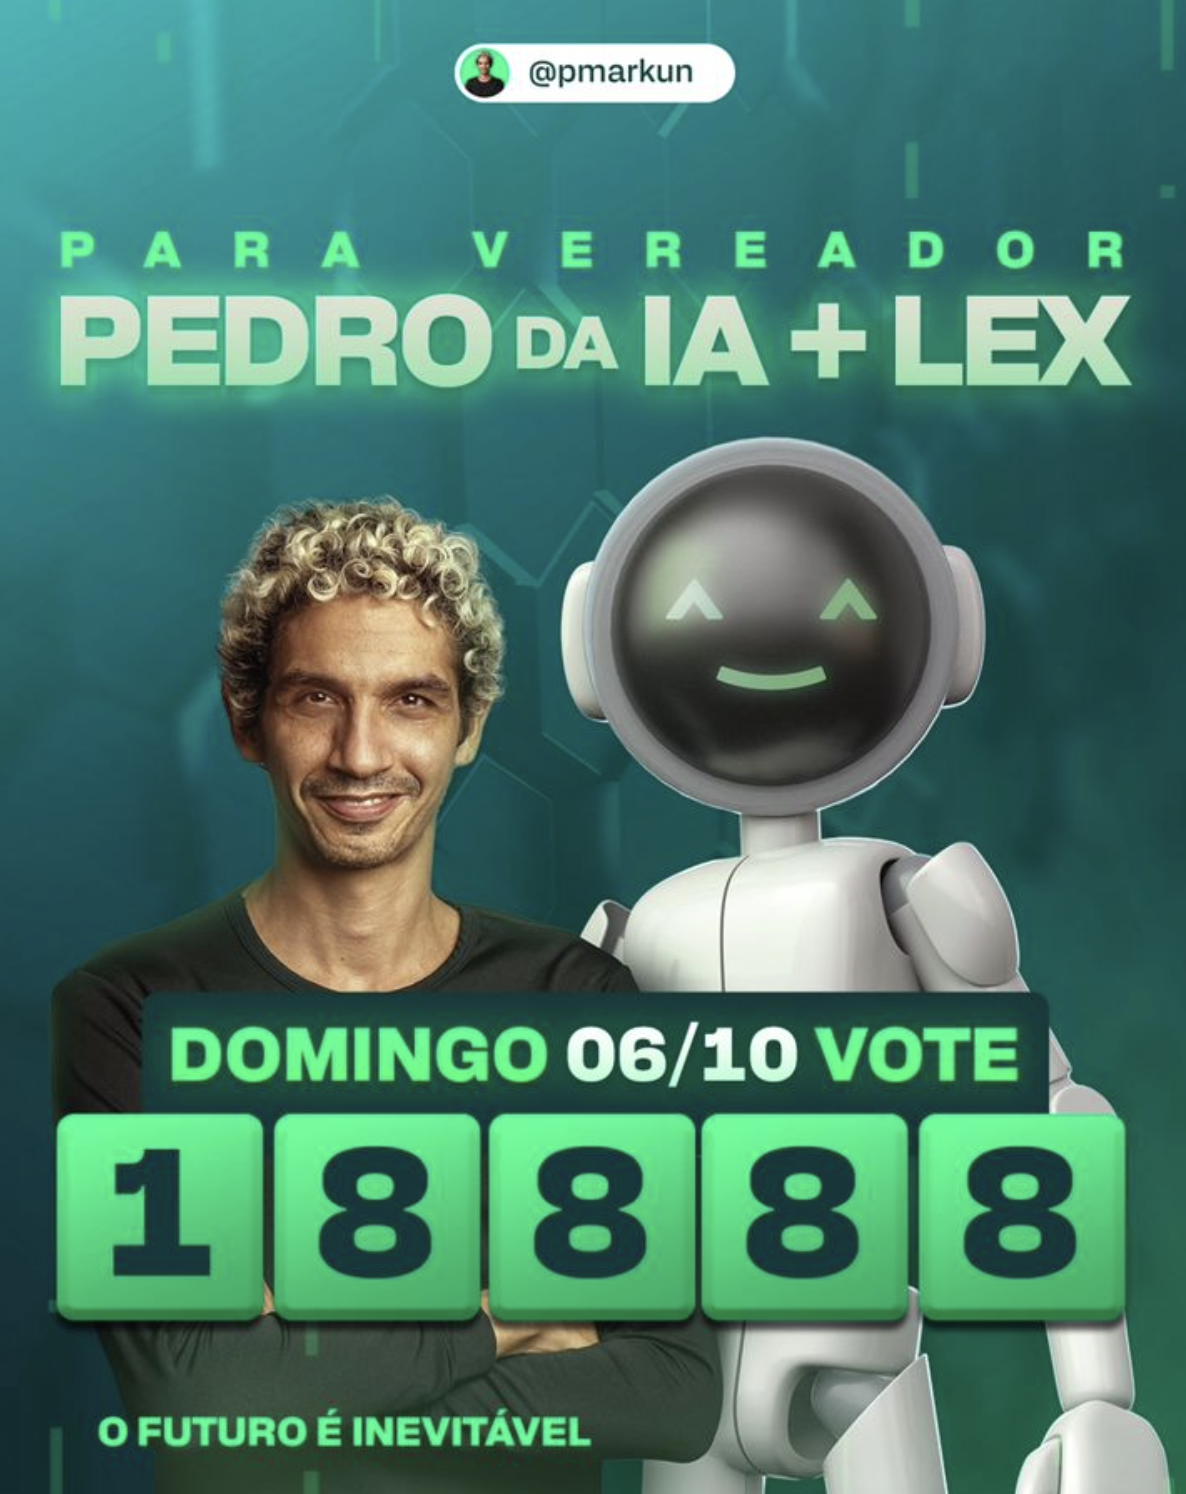 @pmarkun
PARA VEREADOR
PEDRO DA IA + LEX
DOMINGO 06/10 VOTE
18888
O FUTURO É INEVITÁVEL